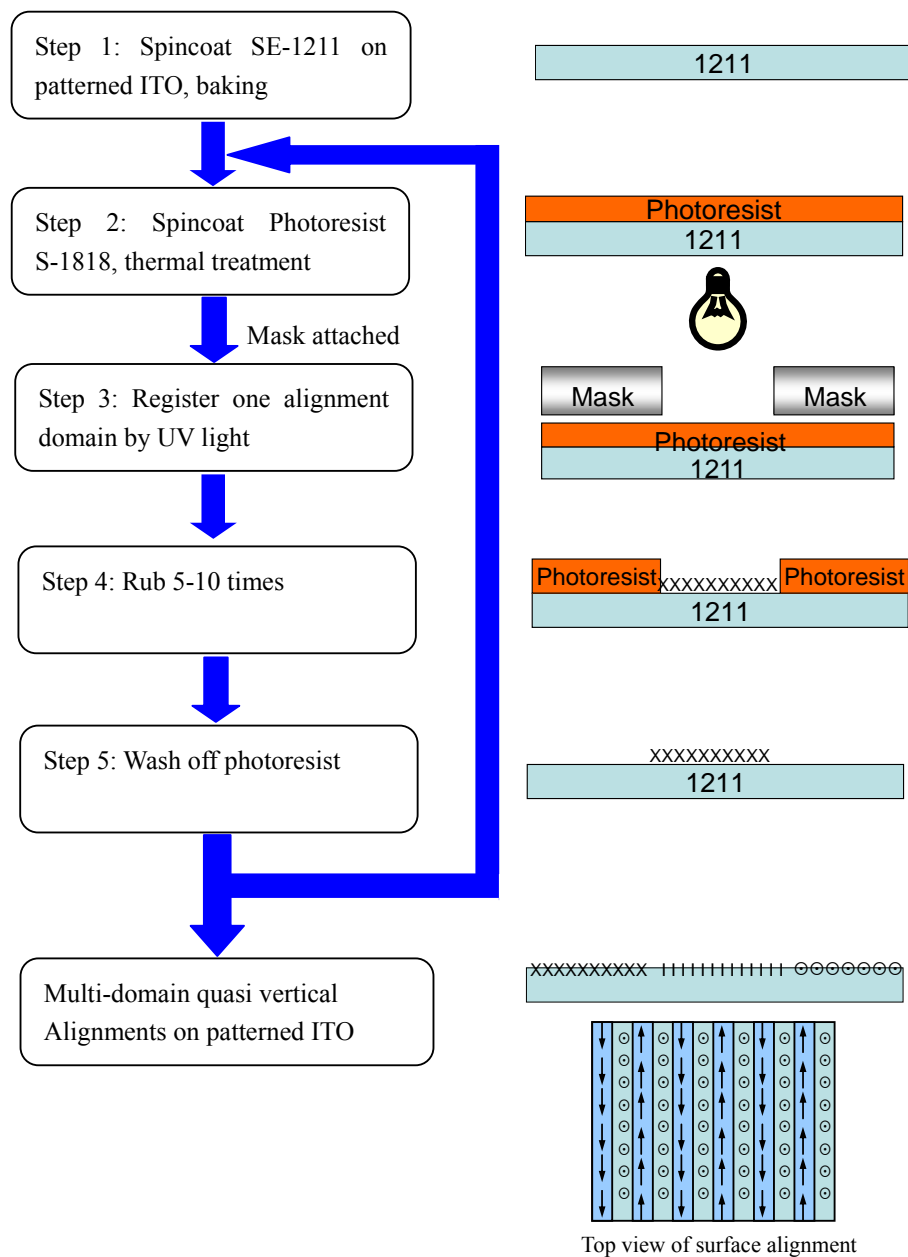 Step 1: Spincoat SE-1211 on
patterned ITO, baking
1211
Step 2: Spincoat Photoresist
S-1818, thermal treatment
Photoresist
1211
Mask attached
Step 3: Register one alignment
domain by UV light
Mask
Mask
Photoresist
1211
Step 4: Rub 5-10 times
Photoresist
XXXXXXXXXX
Photoresist
1211
Step 5: Wash off photoresist
XXXXXXXXXX
1211
Multi-domain quasi vertical
Alignments on patterned ITO
XXXXXXXXXX IIIIIIIIIIIII ⊙⊙⊙⊙⊙⊙⊙
Top view of surface alignment